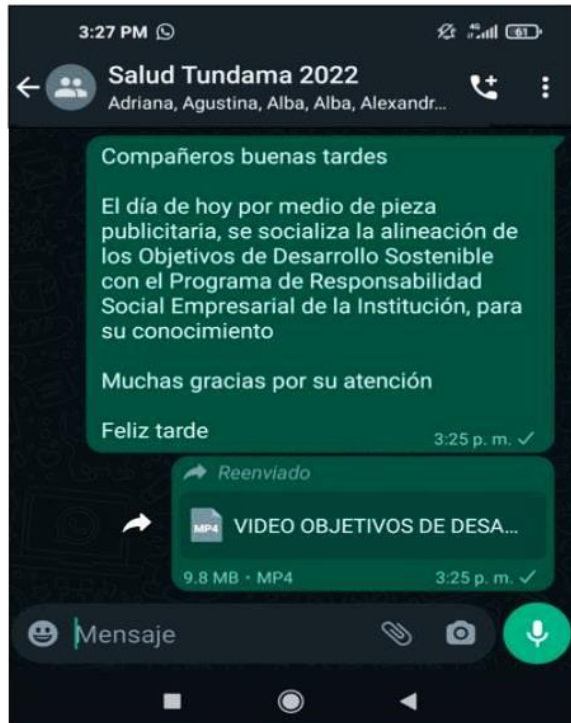 3:27 PM
4G
61
Salud Tundama 2022
Adriana, Agustina, Alba, Alba, Alexandr...
Compañeros buenas tardes
El día de hoy por medio de pieza
publicitaria, se socializa la alineación de
los Objetivos de Desarrollo Sostenible
con el Programa de Responsabilidad
Social Empresarial de la Institución, para
su conocimiento
Muchas gracias por su atención
Feliz tarde
3:25 p. m.
Reenviado
MP4
VIDEO OBJETIVOS DE DESA...
9.8 MB • MP4
3:25 p. m.
Mensaje